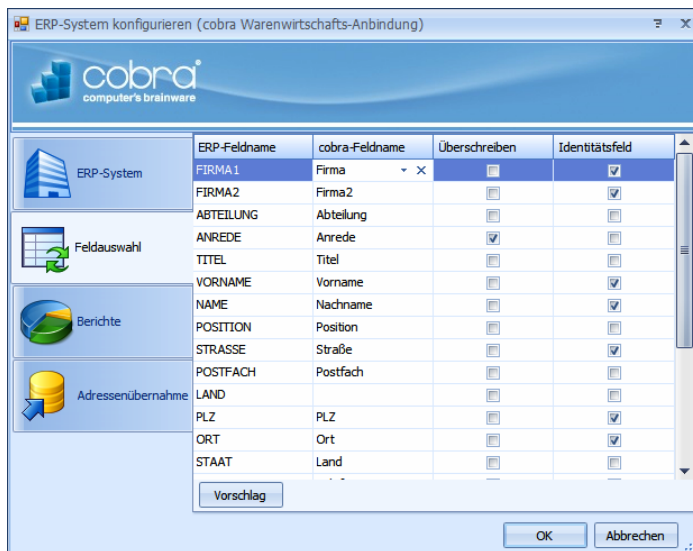 ERP-System konfigurieren (cobra Warenwirtschafts-Anbindung)
cobra
computer's brainware
ERP-System
Feldauswahl
Berichte
Adressenübernahme
ERP-Feldname cobra-Feldname Überschreiben Identitätsfeld
FIRMA1 Firma
FIRMA2 Firma2
ABTEILUNG Abteilung
ANREDE Anrede
TITEL Titel
VORNAME Vorname
NAME Nachname
POSITION Position
STRASSE Straße
POSTFACH Postfach
LAND
PLZ PLZ
ORT Ort
STAAT Land
Vorschlag
OK Abbrechen